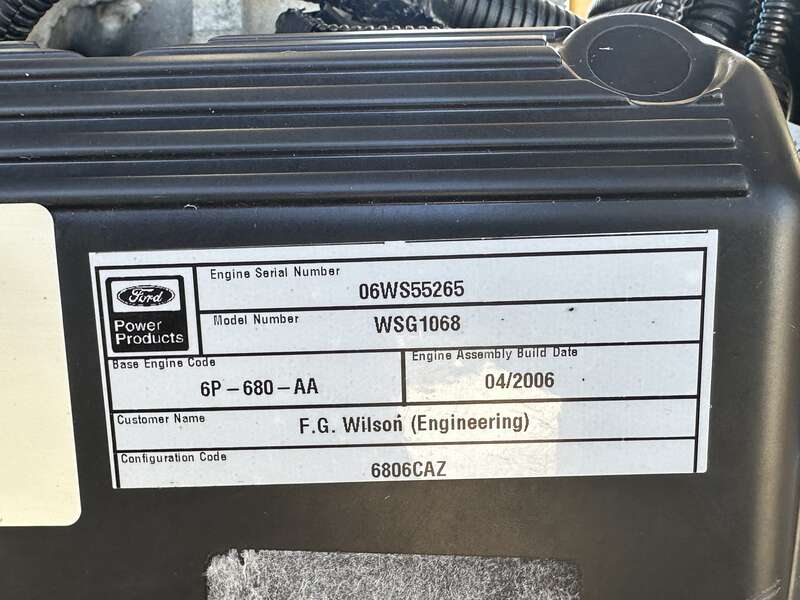 Engine Serial Number
06WS55265
Ford
Power
Products
Model Number
WSG1068
Base Engine Code
6P-680-AA
Engine Assembly Build Date
04/2006
Customer Name
F.G. Wilson (Engineering)
Configuration Code
6806CAZ